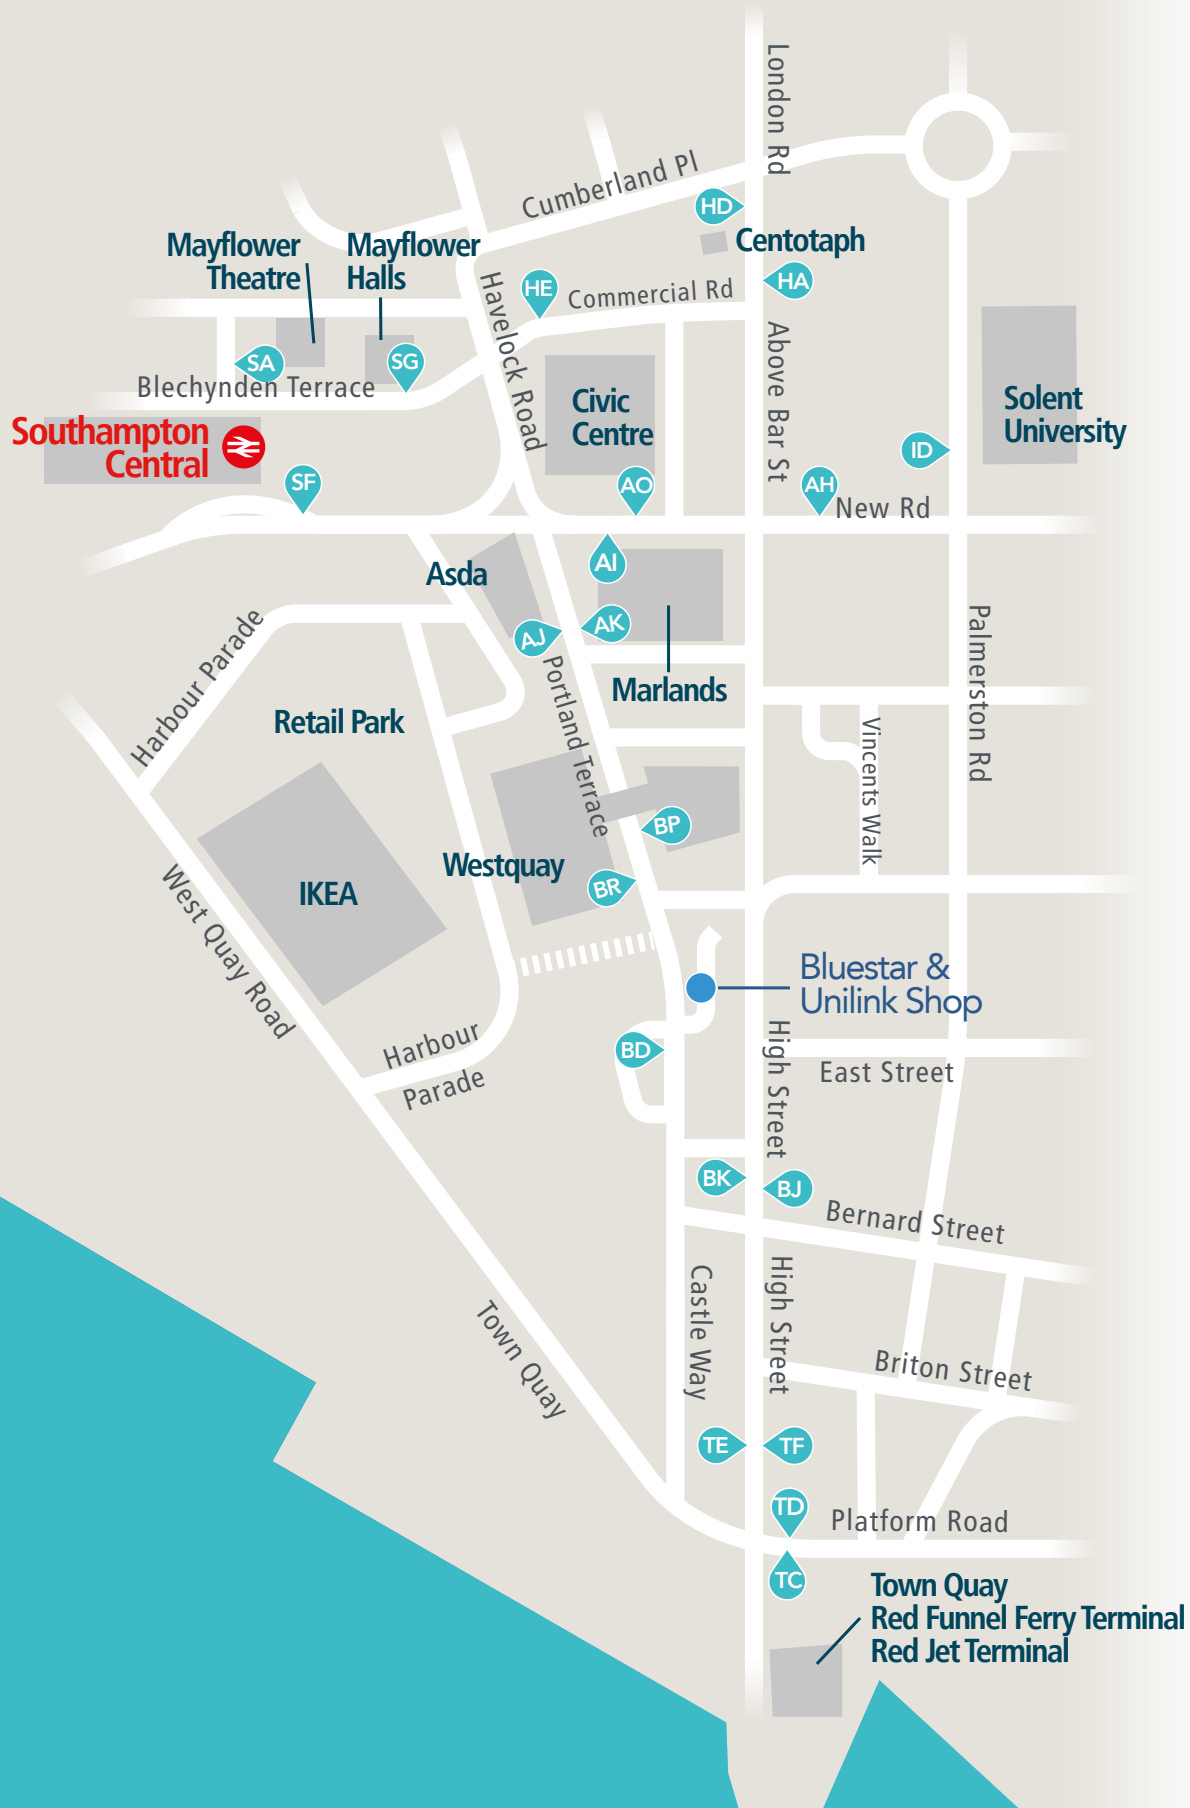 London Rd
Cumberland Pl
HD
Mayflower
Theatre
Mayflower
Halls
Centotaph
HE
Commercial Rd
HA
Havelock Road
Above Bar St
SA
SG
Blechynden Terrace
Civic
Centre
Solent
University
Southampton
Central
ID
SF
AO
AH
New Rd
Asda
AI
AJ
AK
Harbour Parade
Portland Terrace
Marlands
Palmerston Rd
Retail Park
Vincents Walk
BP
Westquay
BR
IKEA
West Quay Road
Bluestar &
Unilink Shop
Harbour
Parade
BD
High Street
East Street
BK
BJ
Bernard Street
Castle Way
High Street
Town Quay
Briton Street
TE
TF
TD
Platform Road
TC
Town Quay
Red Funnel Ferry Terminal
Red Jet Terminal